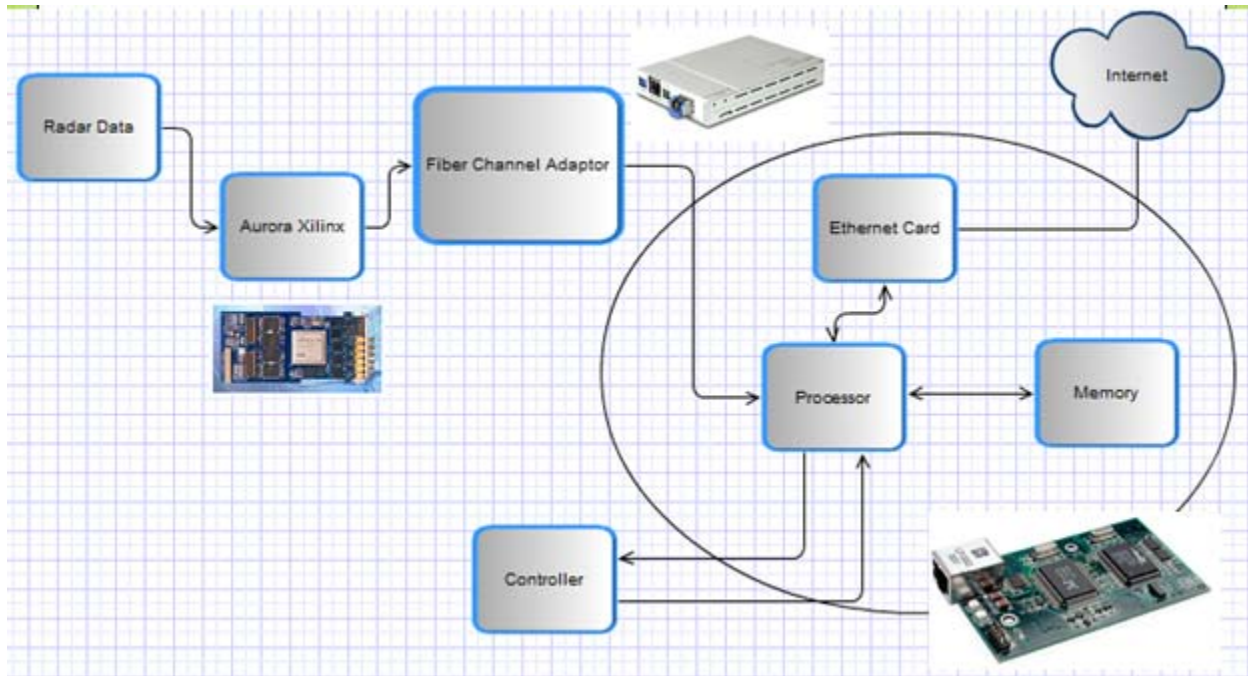 Radar Data
Aurora Xilinx
Fiber Channel Adaptor
Internet
Ethernet Card
Processor
Memory
Controller